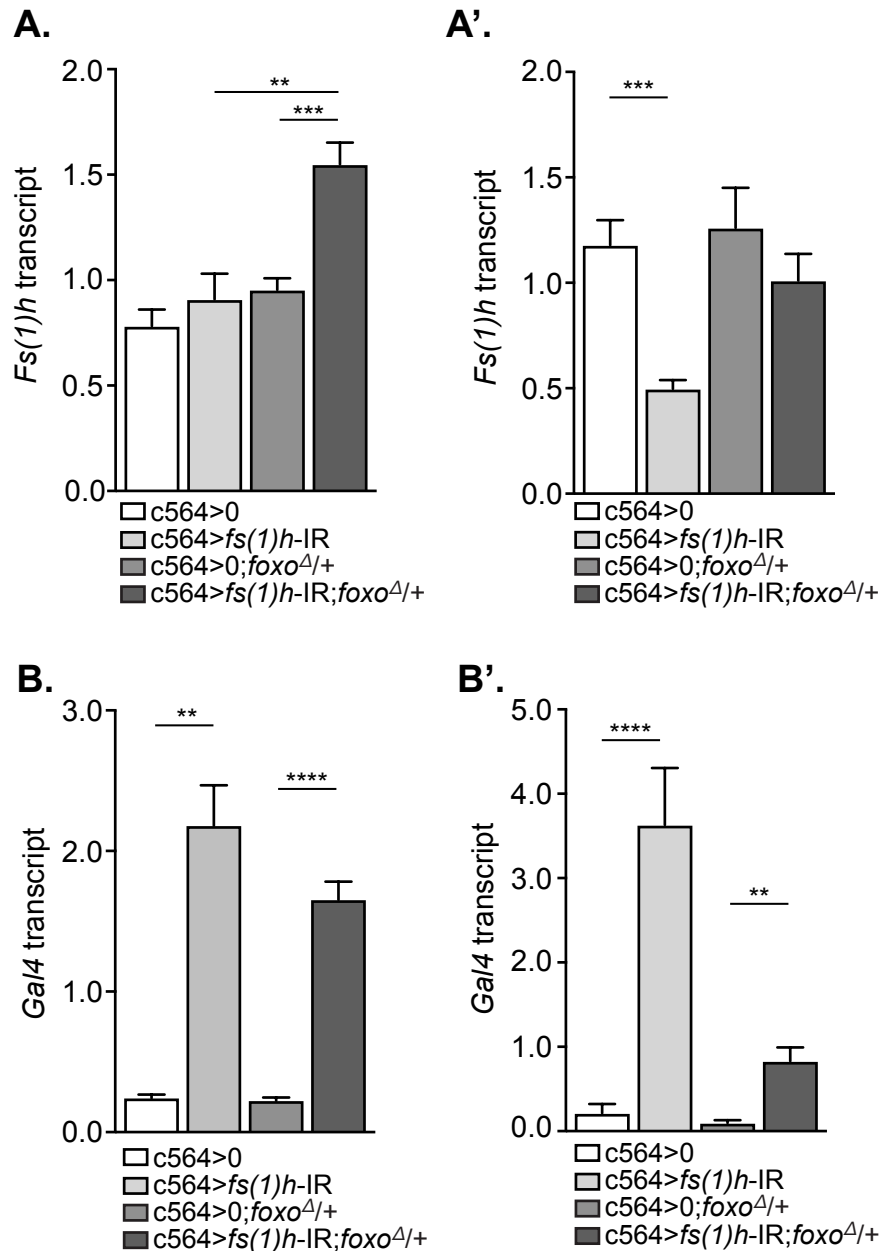 A.
2.0
1.5
1.0
0.5
0.0
Fs(1)h transcript
**
***
c564>0
c564>fs(1)h-IR
c564>0;foxoΔ/+
c564>fs(1)h-IR;foxoΔ/+
A'.
2.0
1.5
1.0
0.5
0.0
Fs(1)h transcript
***
c564>0
c564>fs(1)h-IR
c564>0;foxoΔ/+
c564>fs(1)h-IR;foxoΔ/+
B.
3.0
2.0
1.0
0.0
Gal4 transcript
**
****
c564>0
c564>fs(1)h-IR
c564>0;foxoΔ/+
c564>fs(1)h-IR;foxoΔ/+
B'.
5.0
4.0
3.0
2.0
1.0
0.0
Gal4 transcript
****
**
c564>0
c564>fs(1)h-IR
c564>0;foxoΔ/+
c564>fs(1)h-IR;foxoΔ/+